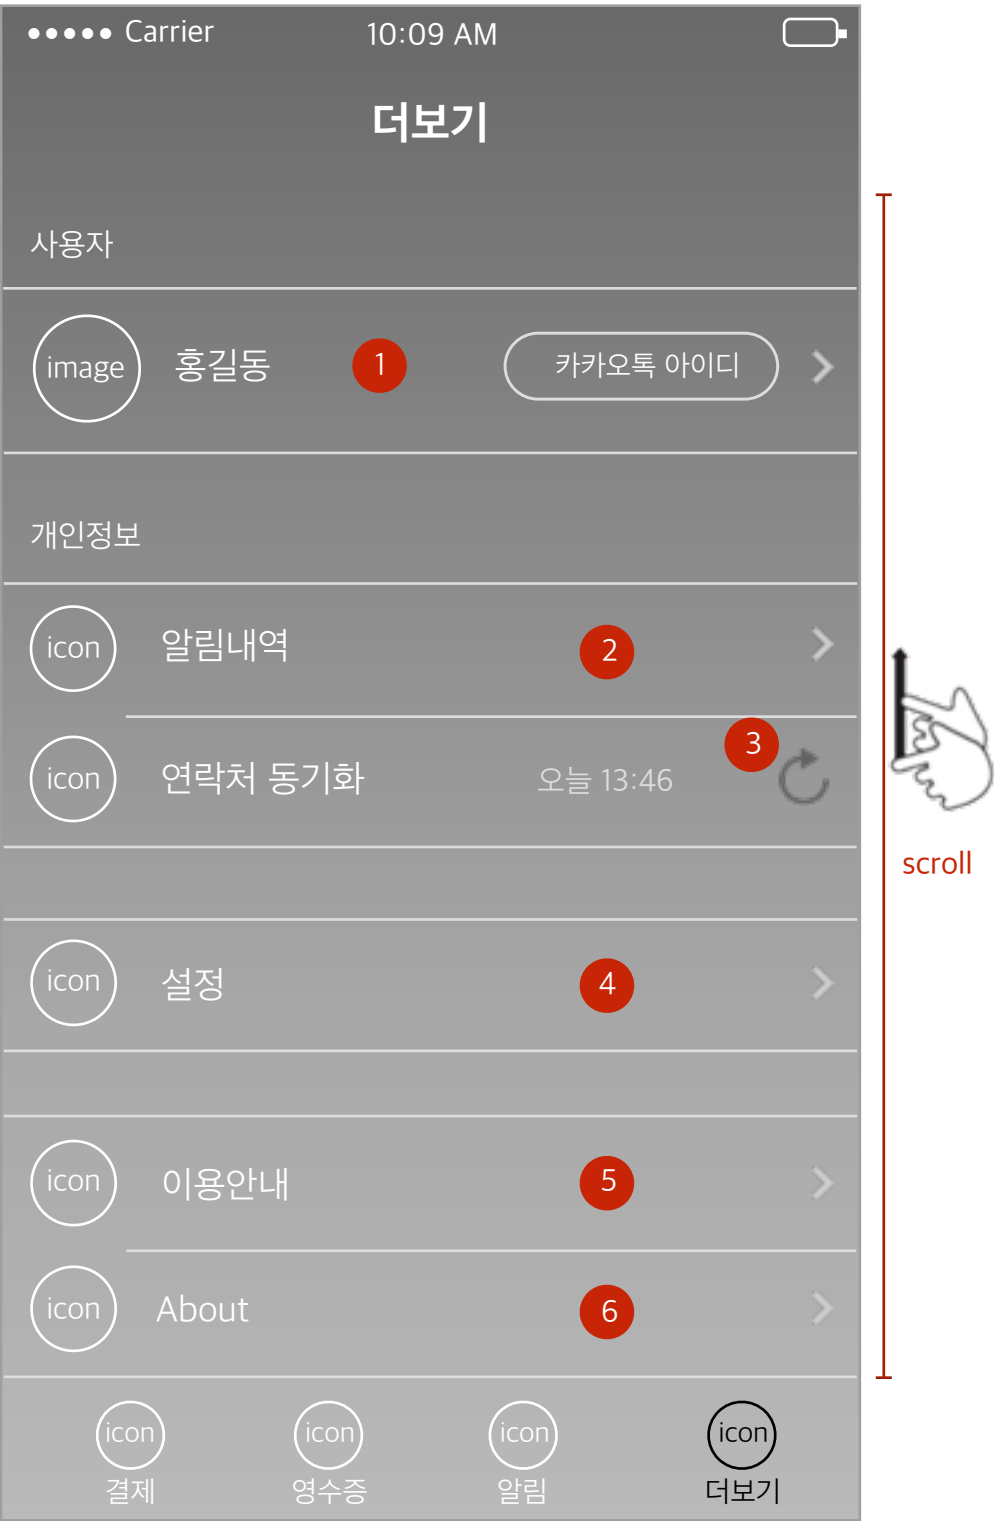 ●●●●● Carrier 10:09 AM
더보기
사용자
image 홍길동 1 카카오톡 아이디
개인정보
icon 알림내역 2
3
icon 연락처 동기화 오늘 13:46
scroll
icon 설정 4
icon 이용안내 5
icon About 6
icon icon icon icon
결제 영수증 알림 더보기